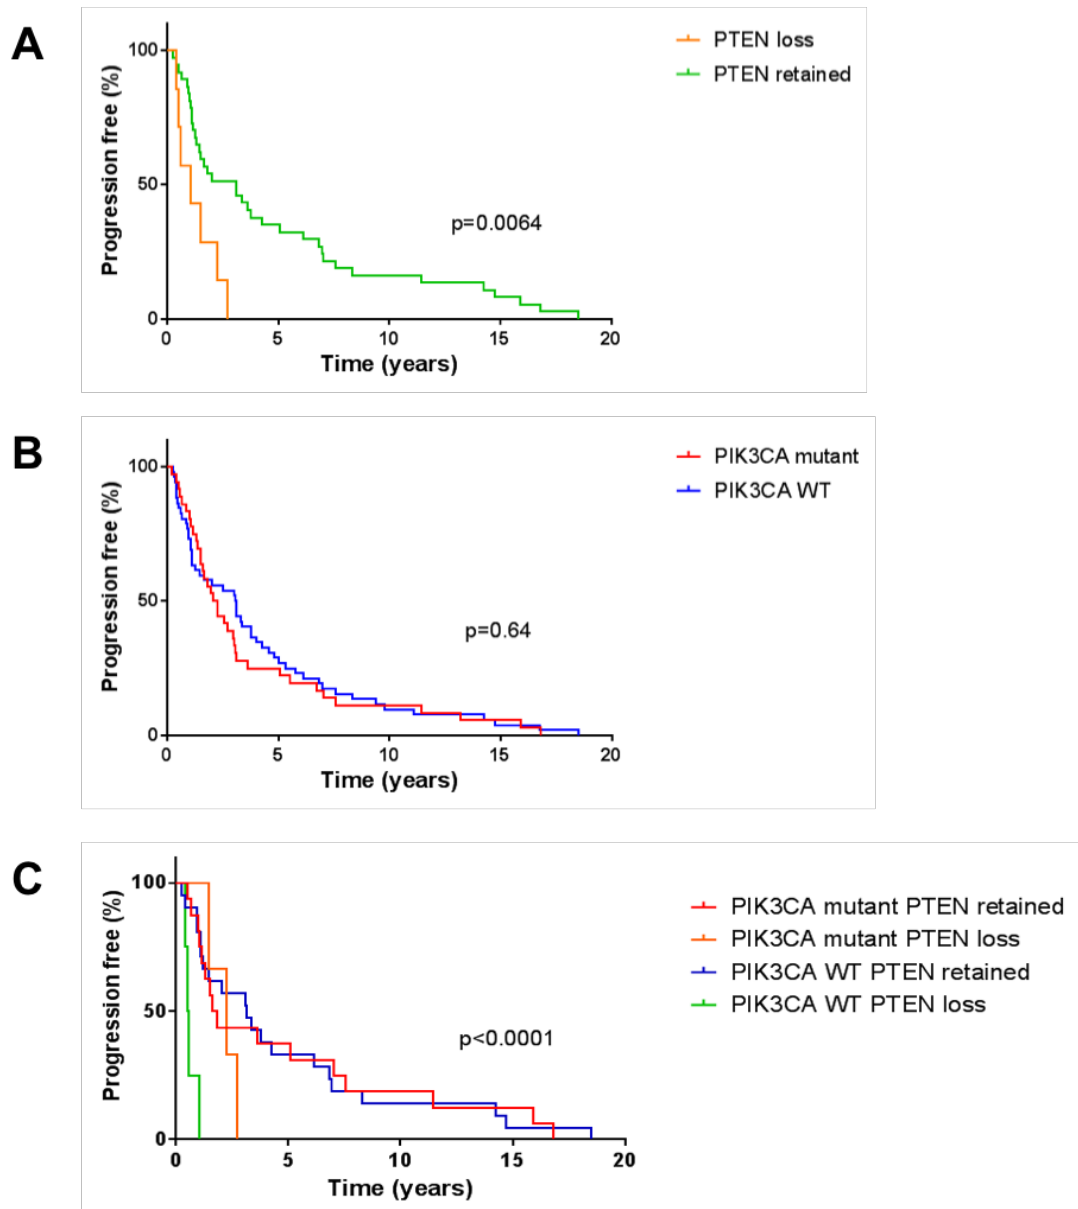 A
PTEN loss
PTEN retained
Progression free (%)
100
50
0
p=0.0064
0 5 10 15 20
Time (years)
B
PIK3CA mutant
PIK3CA WT
Progression free (%)
100
50
0
p=0.64
0 5 10 15 20
Time (years)
C
PIK3CA mutant PTEN retained
PIK3CA mutant PTEN loss
PIK3CA WT PTEN retained
PIK3CA WT PTEN loss
Progression free (%)
100
50
0
p<0.0001
0 5 10 15 20
Time (years)